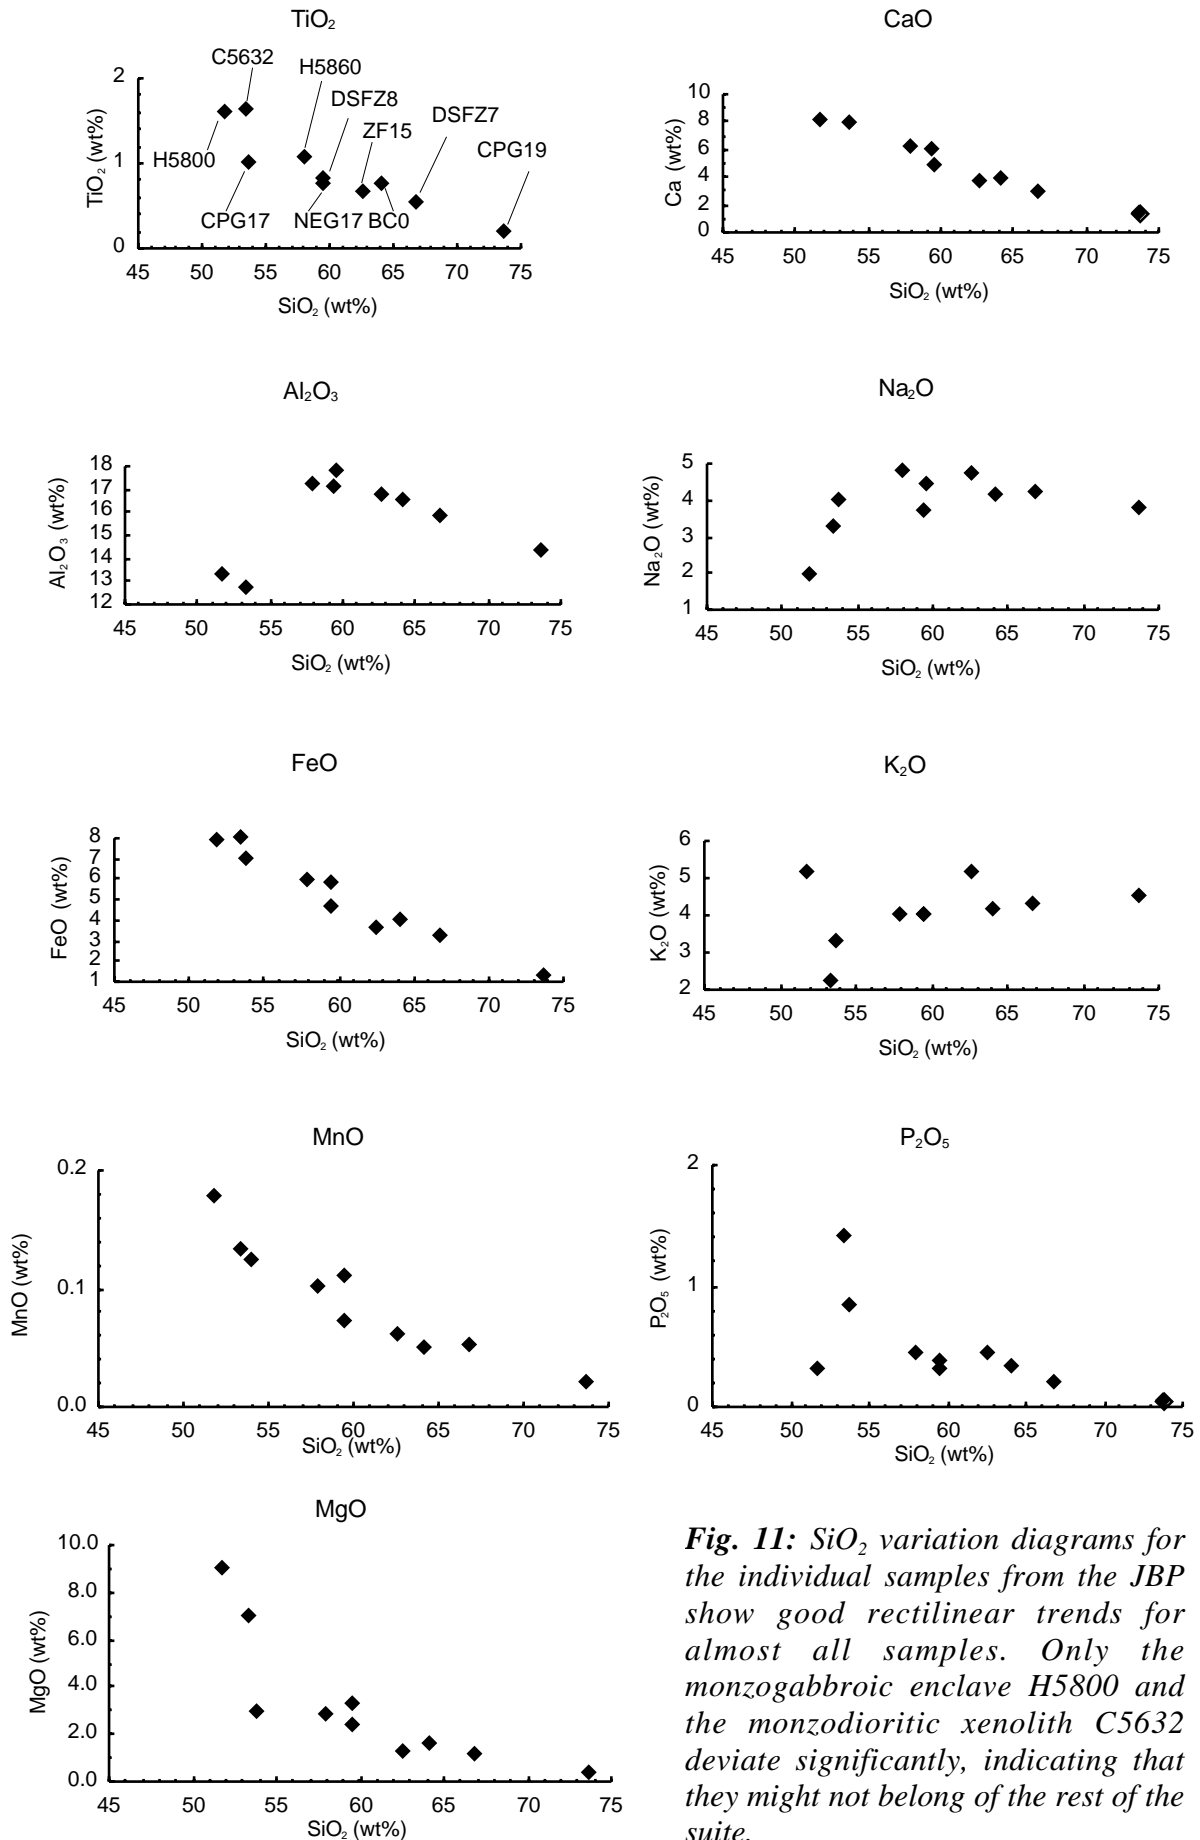 TiO₂
C5632
H5860
DSFZ8
DSFZ7
ZF15
CPG19
H5800
CPG17
NEG17 BC0
TiO₂ (wt%)
2
1
0
45 50 55 60 65 70 75
SiO₂ (wt%)
CaO
Ca (wt%)
10
8
6
4
2
0
45 50 55 60 65 70 75
SiO₂ (wt%)
Al₂O₃
Al₂O₃ (wt%)
18
17
16
15
14
13
12
45 50 55 60 65 70 75
SiO₂ (wt%)
Na₂O
Na₂O (wt%)
5
4
3
2
1
45 50 55 60 65 70 75
SiO₂ (wt%)
FeO
FeO (wt%)
8
7
6
5
4
3
2
1
45 50 55 60 65 70 75
SiO₂ (wt%)
K₂O
K₂O (wt%)
6
5
4
3
2
45 50 55 60 65 70 75
SiO₂ (wt%)
MnO
MnO (wt%)
0.2
0.1
0.0
45 50 55 60 65 70 75
SiO₂ (wt%)
P₂O₅
P₂O₅ (wt%)
2
1
0
45 50 55 60 65 70 75
SiO₂ (wt%)
MgO
MgO (wt%)
10.0
8.0
6.0
4.0
2.0
0.0
45 50 55 60 65 70 75
SiO₂ (wt%)
Fig. 11: SiO₂ variation diagrams for
the individual samples from the JBP
show good rectilinear trends for
almost all samples. Only the
monzogabbroic enclave H5800 and
the monzodioritic xenolith C5632
deviate significantly, indicating that
they might not belong of the rest of the
suite.